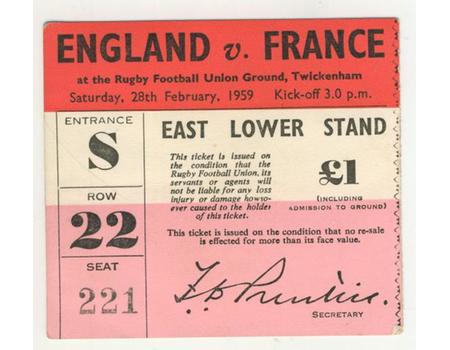 ENGLAND v. FRANCE
at the Rugby Football Union Ground, Twickenham
Saturday, 28th February, 1959 Kick-off 3.0 p.m.
ENTRANCE
S
ROW
22
SEAT
221
EAST LOWER STAND
This ticket is issued on
the condition that the
Rugby Football Union, its
servants or agents will
not be liable for any loss
injury or damage howso-
ever caused to the holder
of this ticket.
£1
(INCLUDING
ADMISSION TO GROUND)
This ticket is issued on the condition that no re-sale
is effected for more than its face value.
SECRETARY